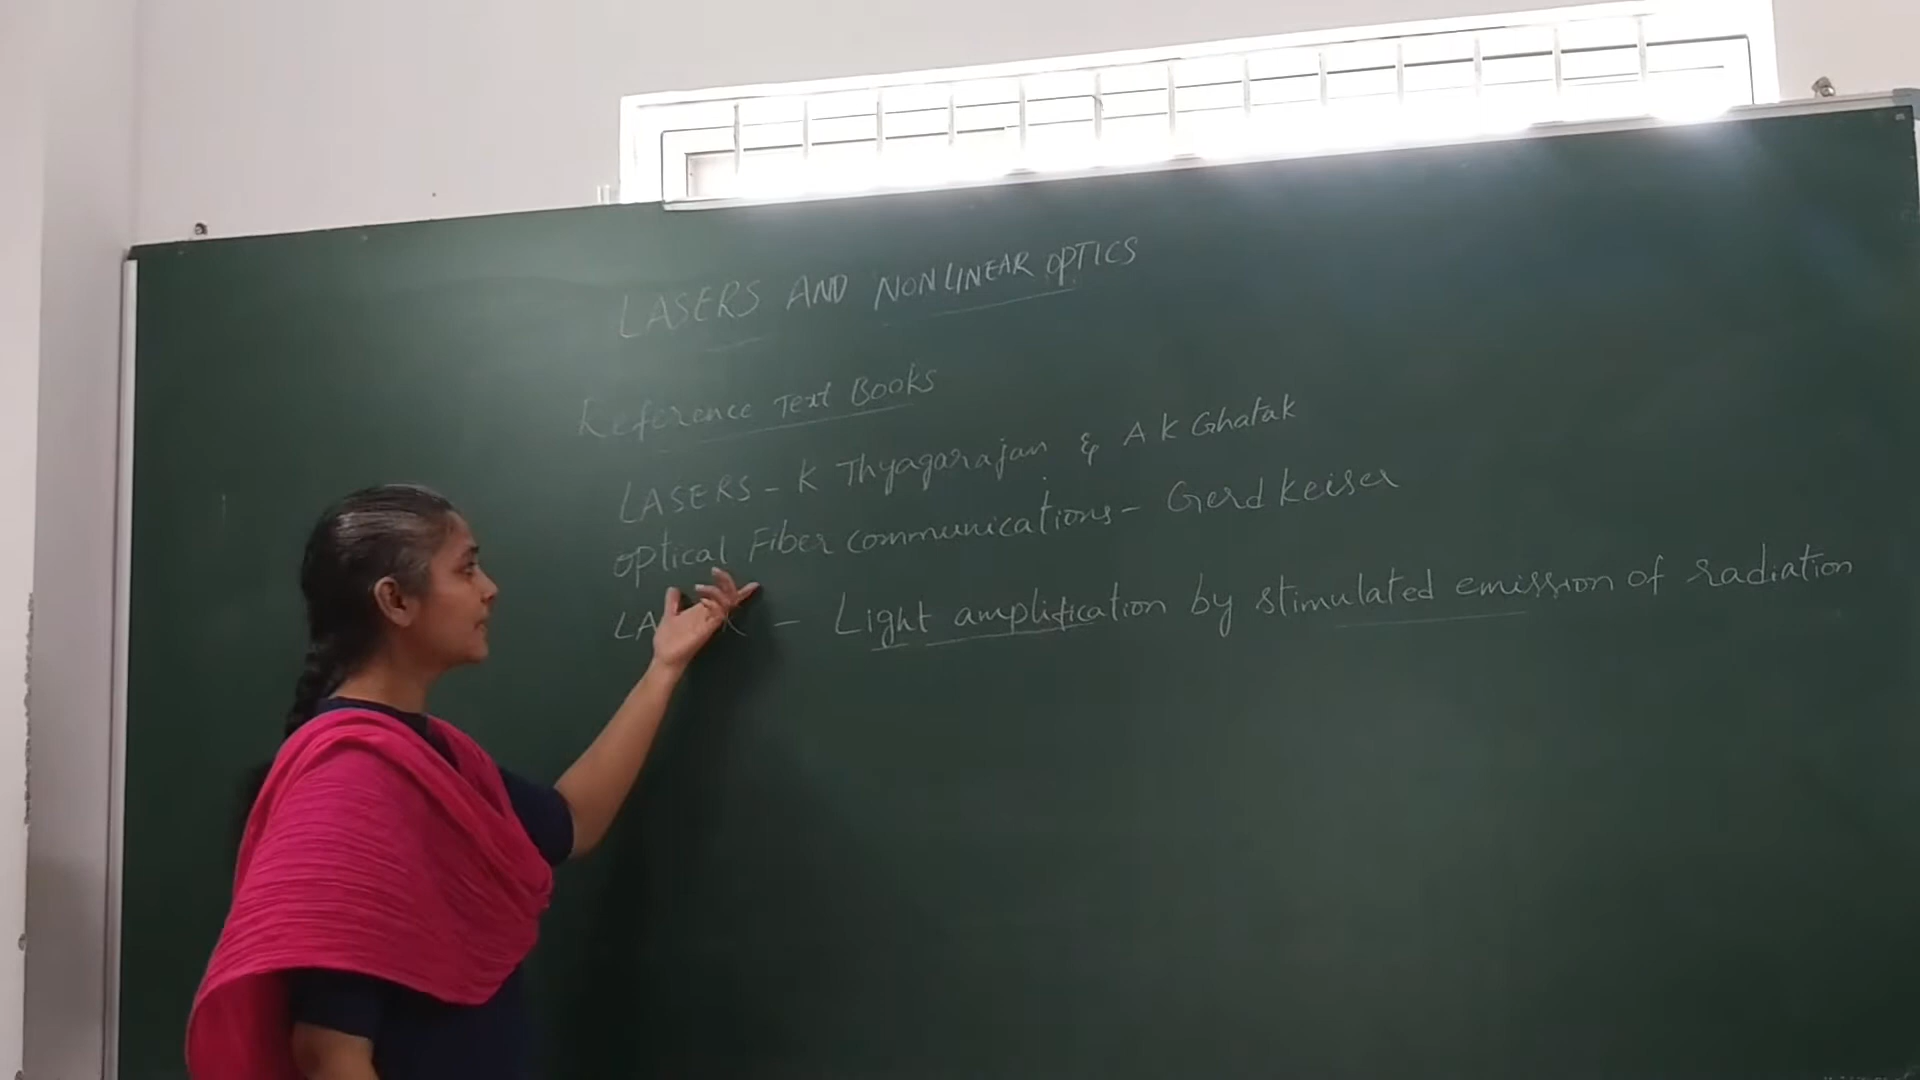 LASERS AND NONLINEAR OPTICS
Reference Text Books
LASERS - K Thyagarajan & A K Ghatak
optical Fiber communications - Gerd Keiser
- Light amplification by stimulated emission of radiation